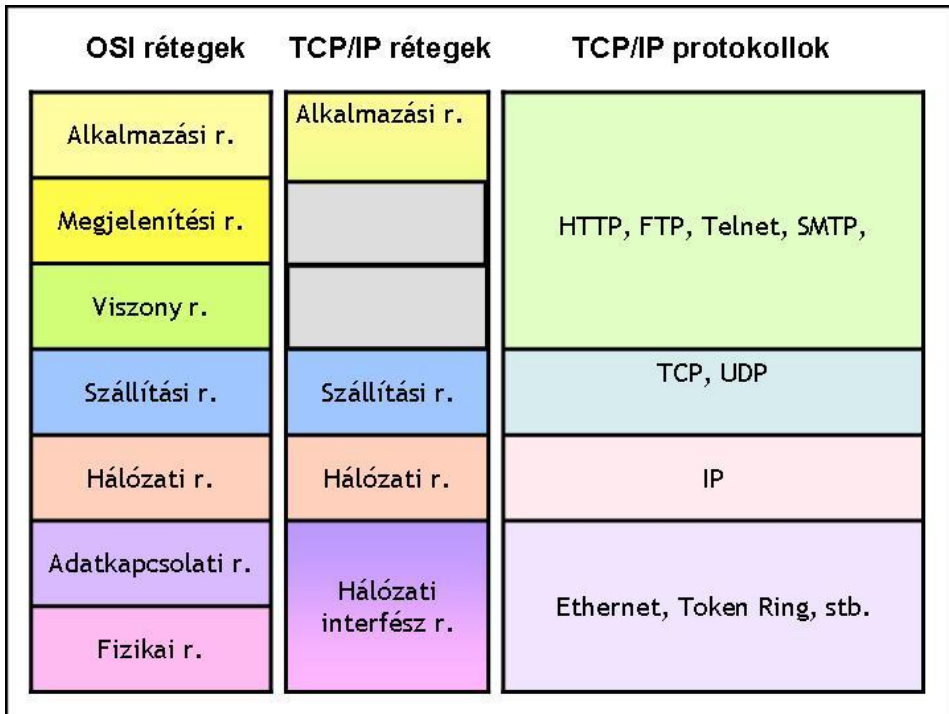 OSI rétegek
TCP/IP rétegek
TCP/IP protokollok
Alkalmazási r.
Megjelenítési r.
Viszony r.
Szállítási r.
Hálózati r.
Adatkapcsolati r.
Fizikai r.
Alkalmazási r.
Szállítási r.
Hálózati r.
Hálózati
interfész r.
HTTP, FTP, Telnet, SMTP,
TCP, UDP
IP
Ethernet, Token Ring, stb.